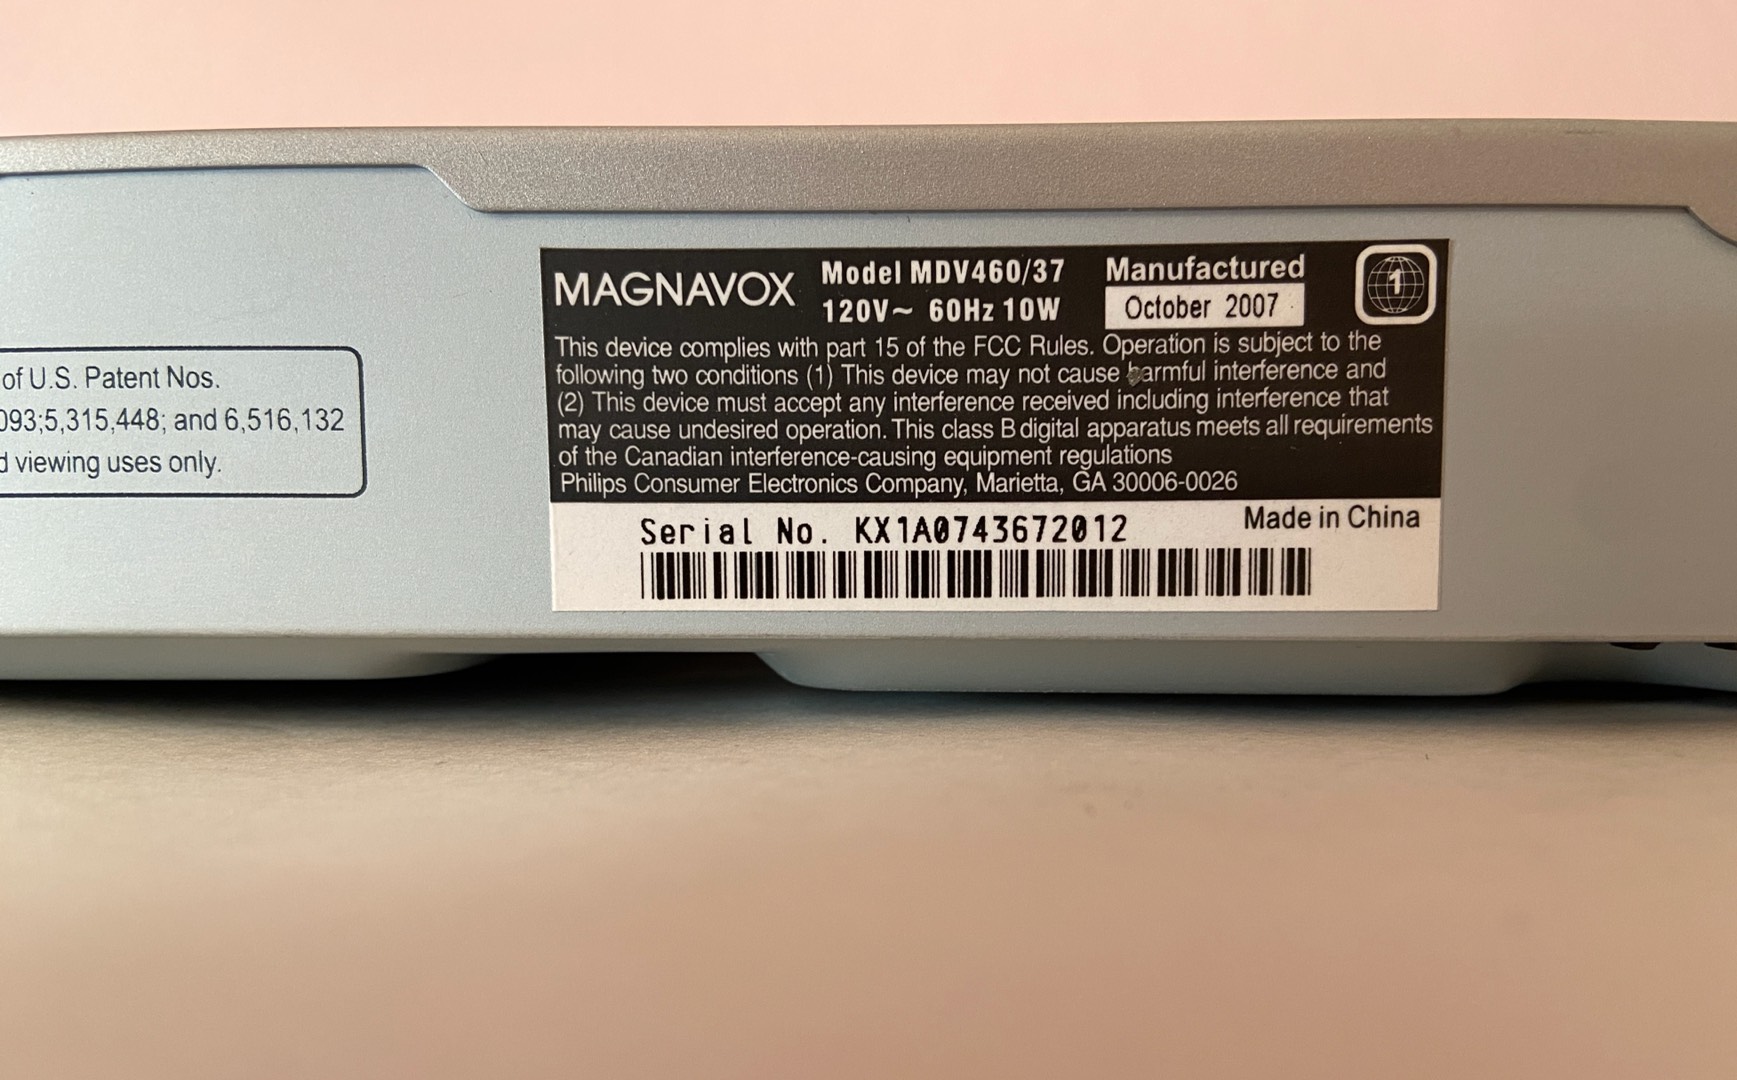 of U.S. Patent Nos.
093;5,315,448; and 6,516,132
d viewing uses only.
MAGNAVOX
Model MDV460/37
120V~ 60Hz 10W
Manufactured
October 2007
1
This device complies with part 15 of the FCC Rules. Operation is subject to the
following two conditions (1) This device may not cause harmful interference and
(2) This device must accept any interference received including interference that
may cause undesired operation. This class B digital apparatus meets all requirements
of the Canadian interference-causing equipment regulations
Philips Consumer Electronics Company, Marietta, GA 30006-0026
Serial No. KX1A0743672012
Made in China